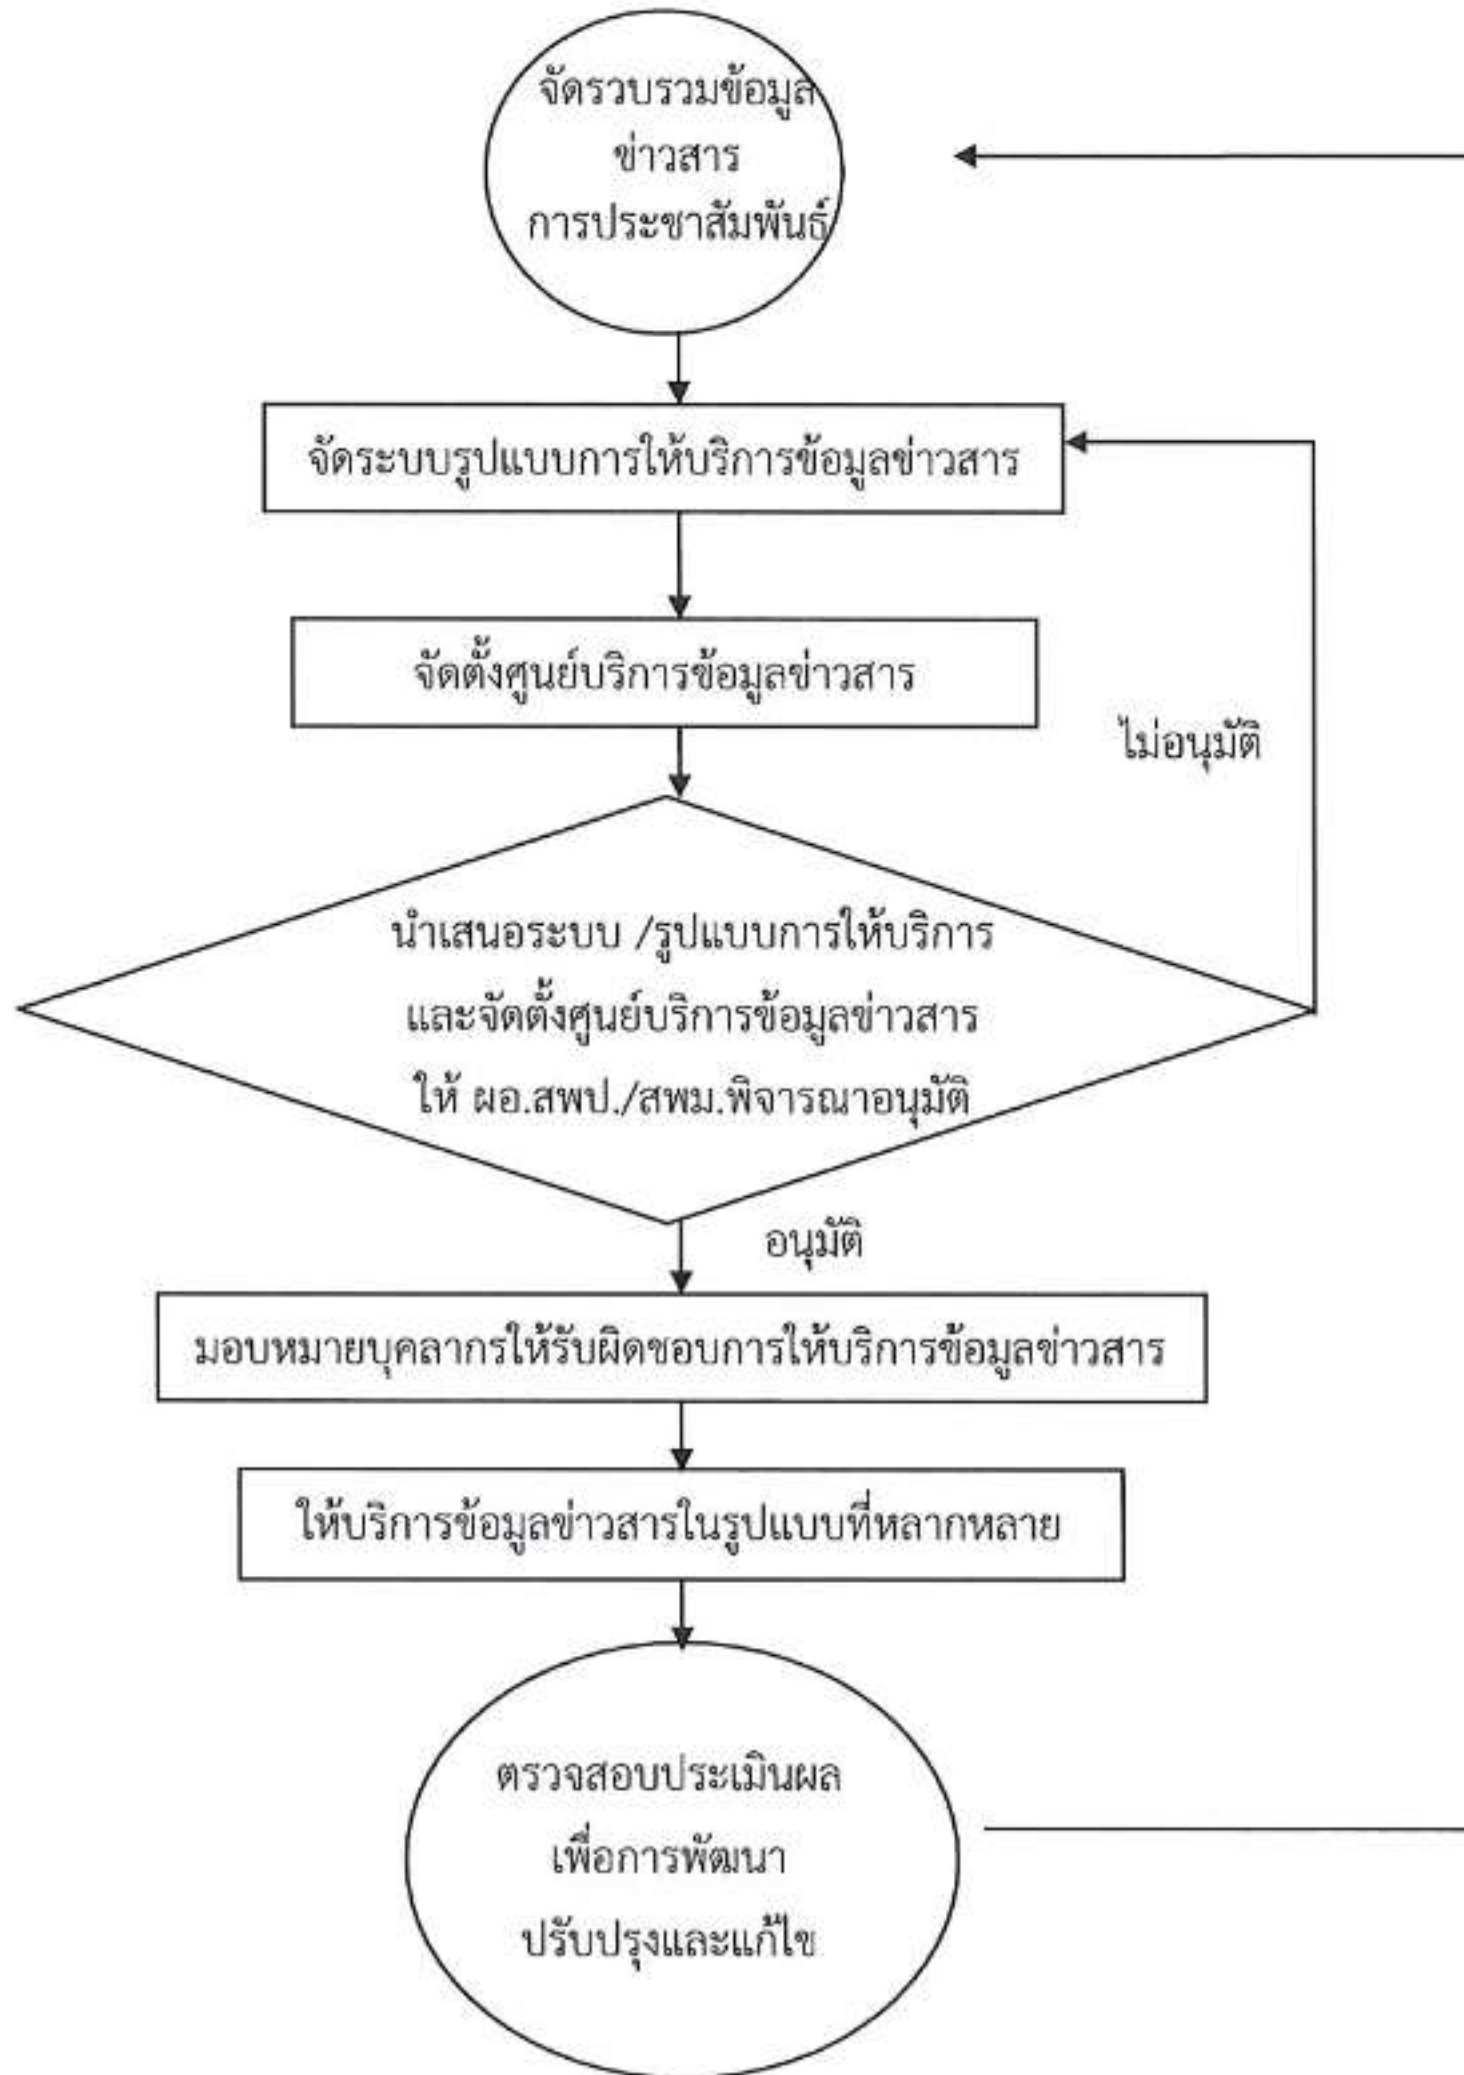 จัดรวบรวมข้อมูล
ข่าวสาร
การประชาสัมพันธ์
จัดระบบรูปแบบการให้บริการข้อมูลข่าวสาร
จัดตั้งศูนย์บริการข้อมูลข่าวสาร
ไม่อนุมัติ
นำเสนอระบบ /รูปแบบการให้บริการ
และจัดตั้งศูนย์บริการข้อมูลข่าวสาร
ให้ ผอ.สพป./สพม.พิจารณาอนุมัติ
อนุมัติ
มอบหมายบุคลากรให้รับผิดชอบการให้บริการข้อมูลข่าวสาร
ให้บริการข้อมูลข่าวสารในรูปแบบที่หลากหลาย
ตรวจสอบประเมินผล
เพื่อการพัฒนา
ปรับปรุงและแก้ไข